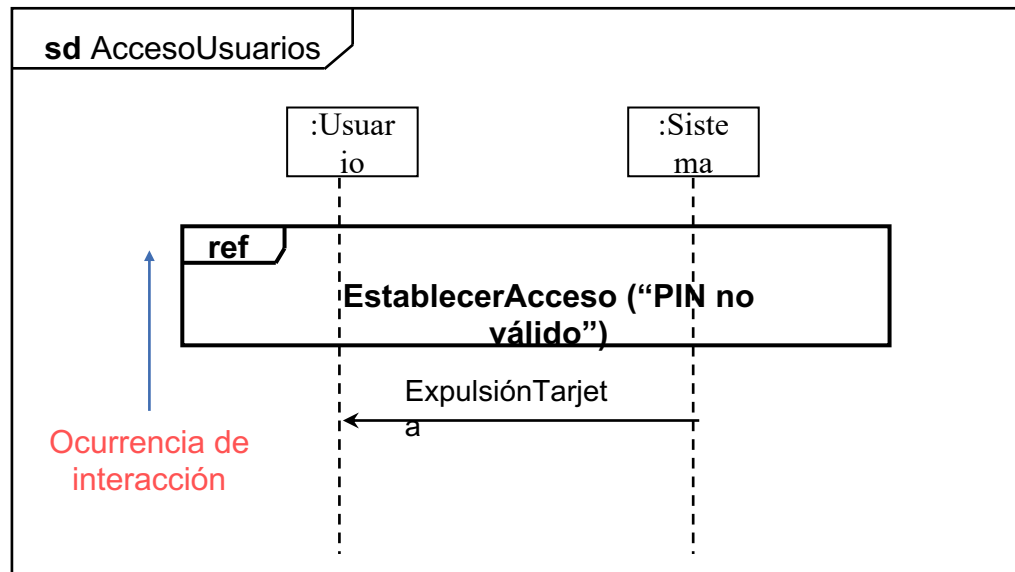 sd AccesoUsuarios
:Usuar
io
:Siste
ma
ref
EstablecerAcceso (“PIN no
válido”)
ExpulsiónTarjet
a
Ocurrencia de
interacción